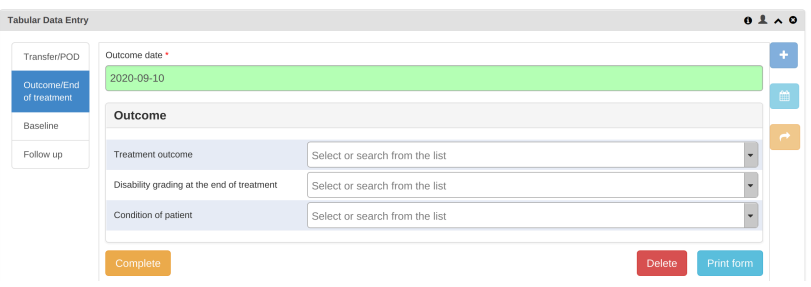 Tabular Data Entry
Transfer/POD
Outcome/End
of treatment
Baseline
Follow up
Outcome date *
2020-09-10
Outcome
Treatment outcome
Select or search from the list
Disability grading at the end of treatment
Select or search from the list
Condition of patient
Select or search from the list
Complete
Delete
Print form